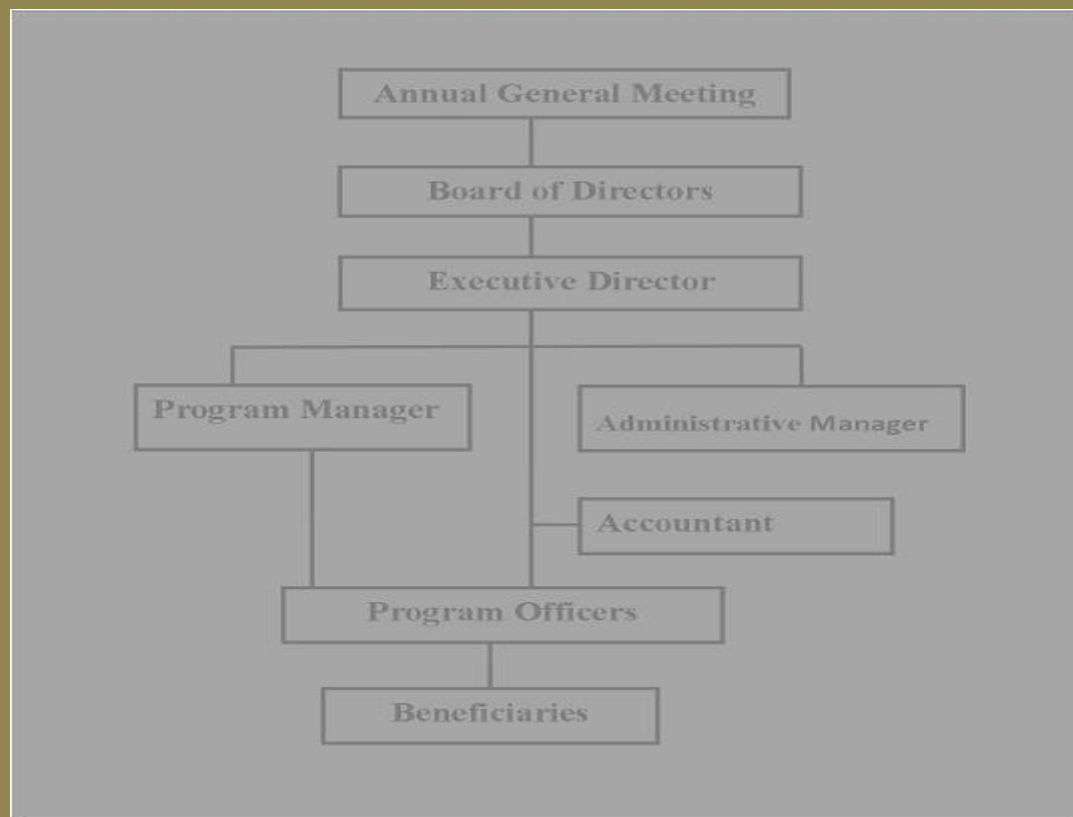 Annual General Meeting
Board of Directors
Executive Director
Program Manager
Administrative Manager
Accountant
Program Officers
Beneficiaries